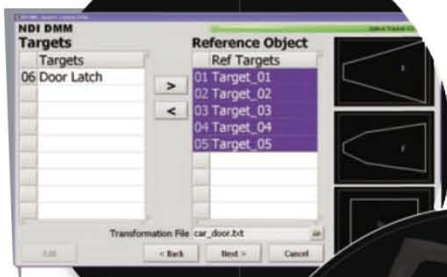 NDI DMM
Targets
Targets
06 Door Latch
>
<
Reference Object
Ref Targets
01 Target_01
02 Target_02
03 Target_03
04 Target_04
05 Target_05
Transformation File car_door.txt
Edit
< Back
Next >
Cancel